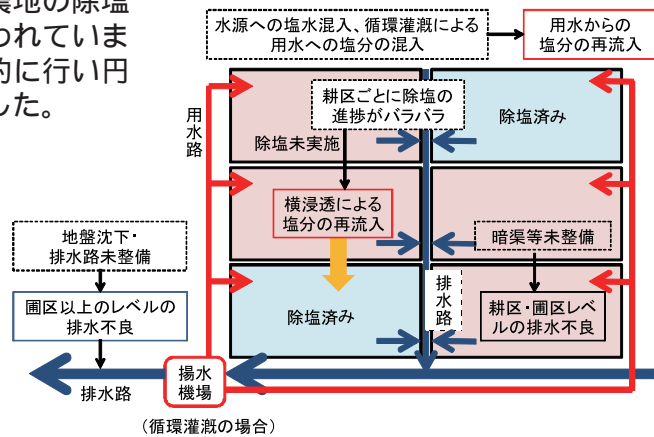 農地の除塩
われていま
的に行い円
した。
水源への塩水混入、循環灌漑による
用水への塩分の混入
用水からの
塩分の再流入
用水路
耕区ごとに除塩の
進捗がバラバラ
除塩未実施
除塩済み
横浸透による
塩分の再流入
地盤沈下・
排水路未整備
暗渠等未整備
圃区以上のレベルの
排水不良
除塩済み
排水路
耕区・圃区レベ
ルの排水不良
排水路
揚水
機場
(循環灌漑の場合)